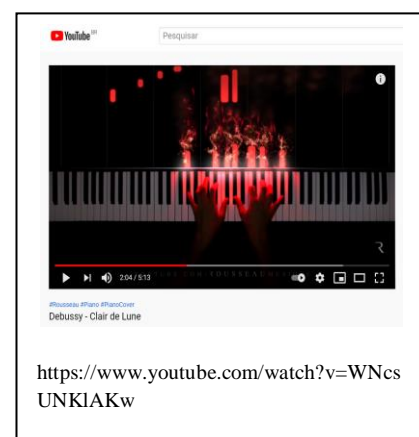 YouTube
Pesquisar
2:04 / 5:13
#Rousseau #Piano #PianoCover
Debussy - Clair de Lune
https://www.youtube.com/watch?v=WNcs
UNKlAKw